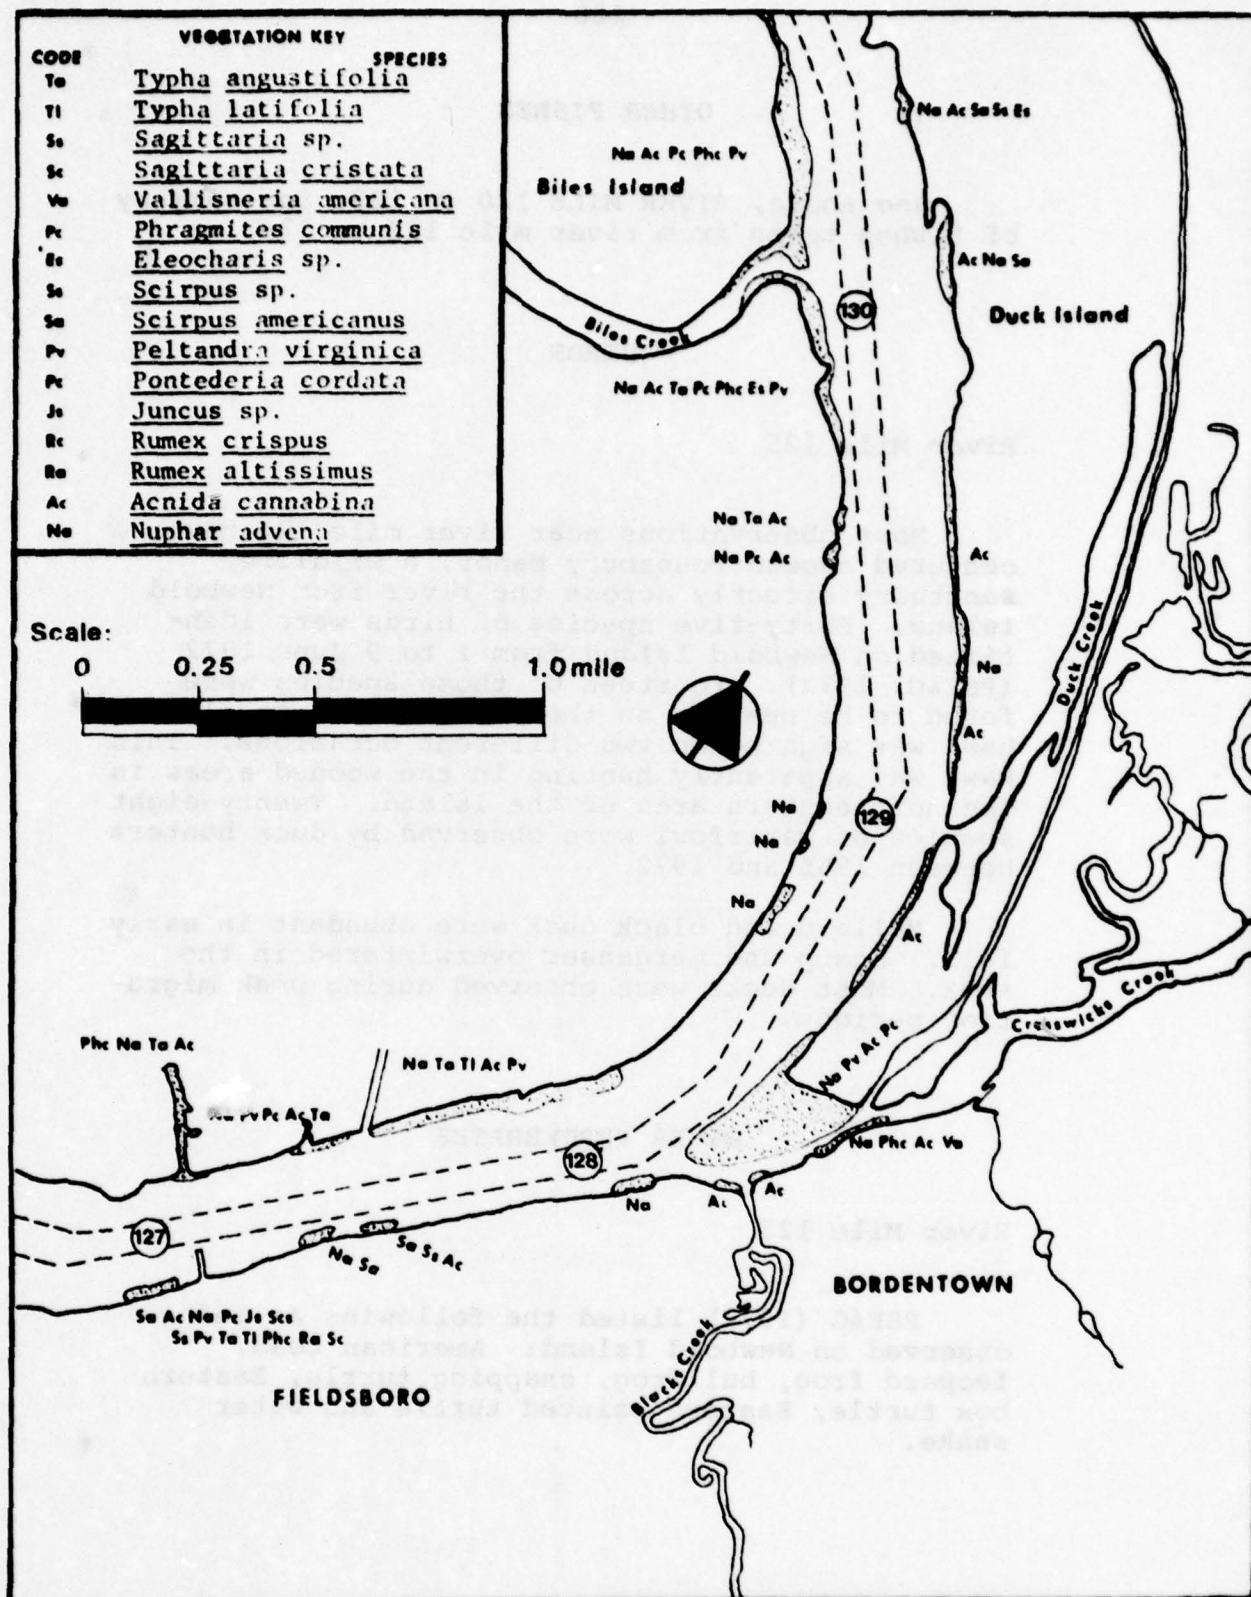 VEGETATION KEY
CODE SPECIES
Ta Typha angustifolia
Tl Typha latifolia
Ss Sagittaria sp.
Sc Sagittaria cristata
Va Vallisneria americana
Pc Phragmites communis
Es Eleocharis sp.
Ss Scirpus sp.
Sa Scirpus americanus
Pv Peltandra virginica
Pc Pontederia cordata
Js Juncus sp.
Rc Rumex crispus
Ra Rumex altissimus
Ac Acnida cannabina
Na Nuphar advena
Na Ac Sa Ss Es
Na Ac Pc Phc Pv
Biles Island
Ac Na Sa
130
Duck Island
Biles Creek
Na Ac Ta Pc Phc Es Pv
Na Ta Ac
Na Pc Ac
Ac
Ac
Duck Creek
Scale:
0 0.25 0.5 1.0 mile
Na
Ac
Na
129
Na
Na
Ac
Crosswicks Creek
Phc Na Ta Ac
Na Ta Tl Ac Pv
Na Pv Ac Pc
Pv Pc Ac Ta
Na Phc Ac Va
128
Na
Ac
Ac
127
Na Sa
Sa Ss Ac
BORDENTOWN
Sa Ac Na Pc Js Scs
Ss Pv Ta Tl Phc Ra Sc
Blacks Creek
FIELDSBORO